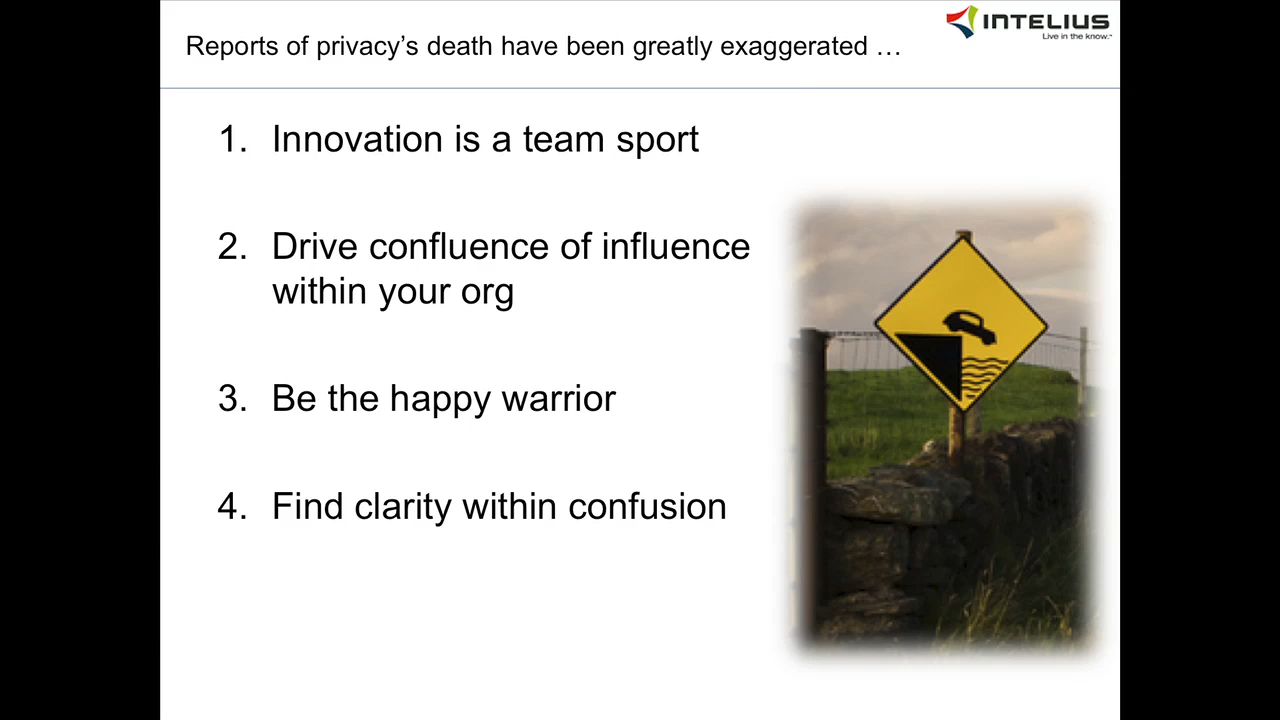 INTELIUS
Live in the know.™
Reports of privacy’s death have been greatly exaggerated …
1. Innovation is a team sport
2. Drive confluence of influence
within your org
3. Be the happy warrior
4. Find clarity within confusion